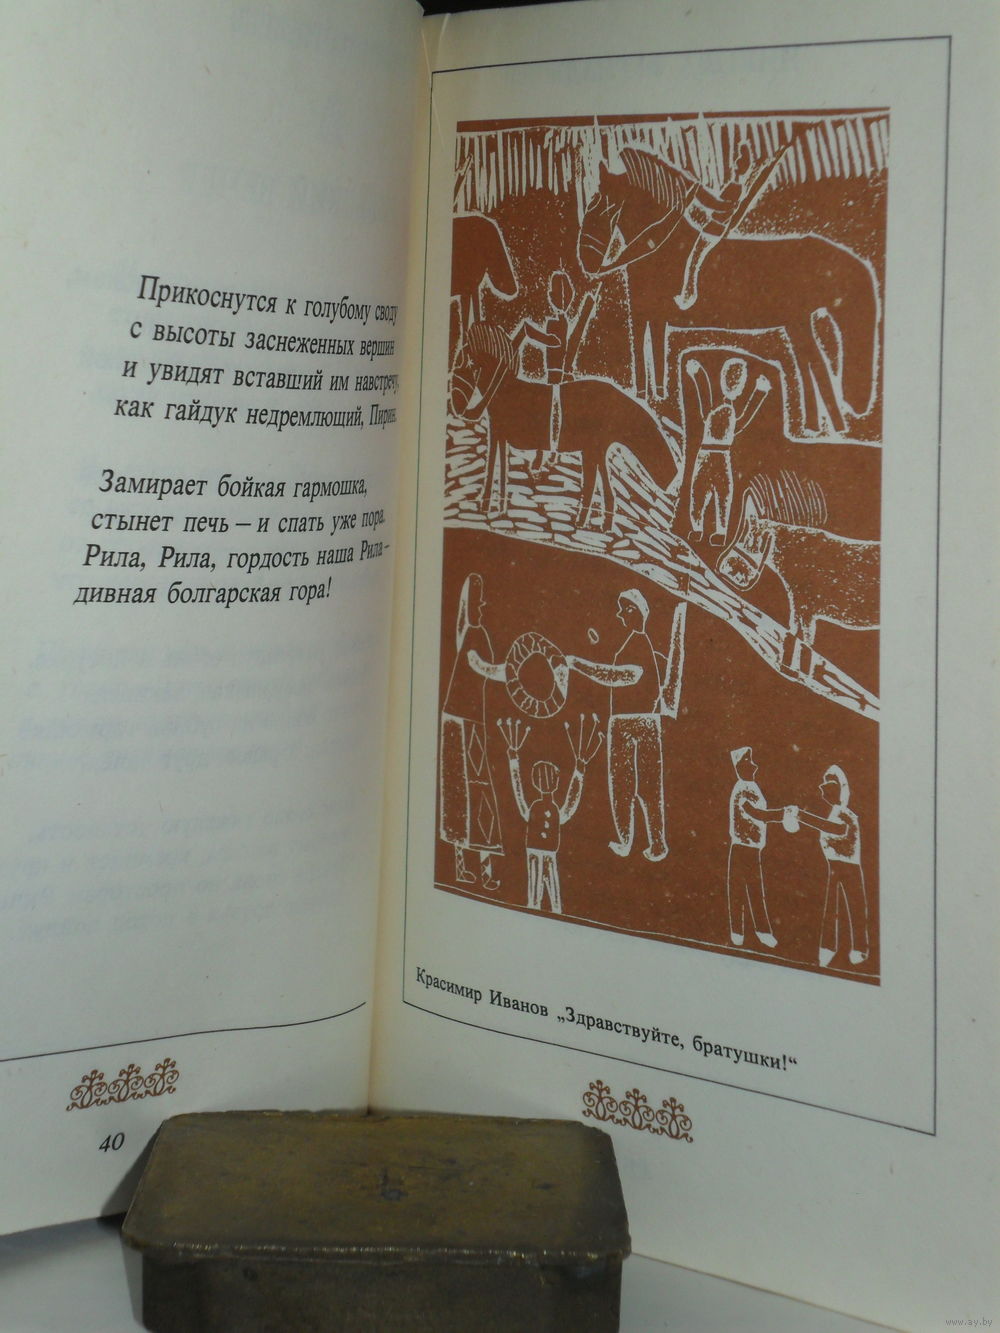 Прикоснутся к голубому своду
с высоты заснеженных вершин
и увидят вставший им навстречу,
как гайдук недремлющий, Пирин.
Замирает бойкая гармошка,
стынет печь – и спать уже пора.
Рила, Рила, гордость наша Рила –
дивная болгарская гора!
40
Красимир Иванов „Здравствуйте, братушки!“
www.ay.by